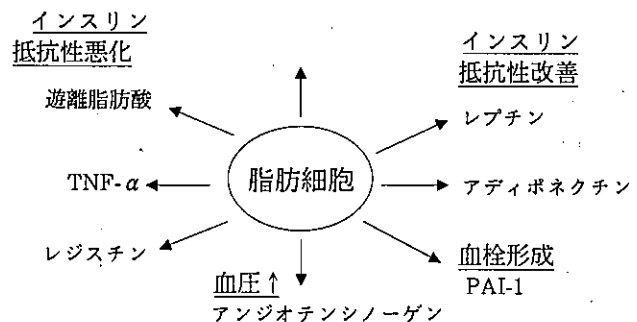 インスリン
抵抗性悪化
遊離脂肪酸
TNF-α
レジスチン
脂肪細胞
インスリン
抵抗性改善
レプチン
アディポネクチン
血栓形成
PAI-1
血圧↑
アンジオテンシノーゲン